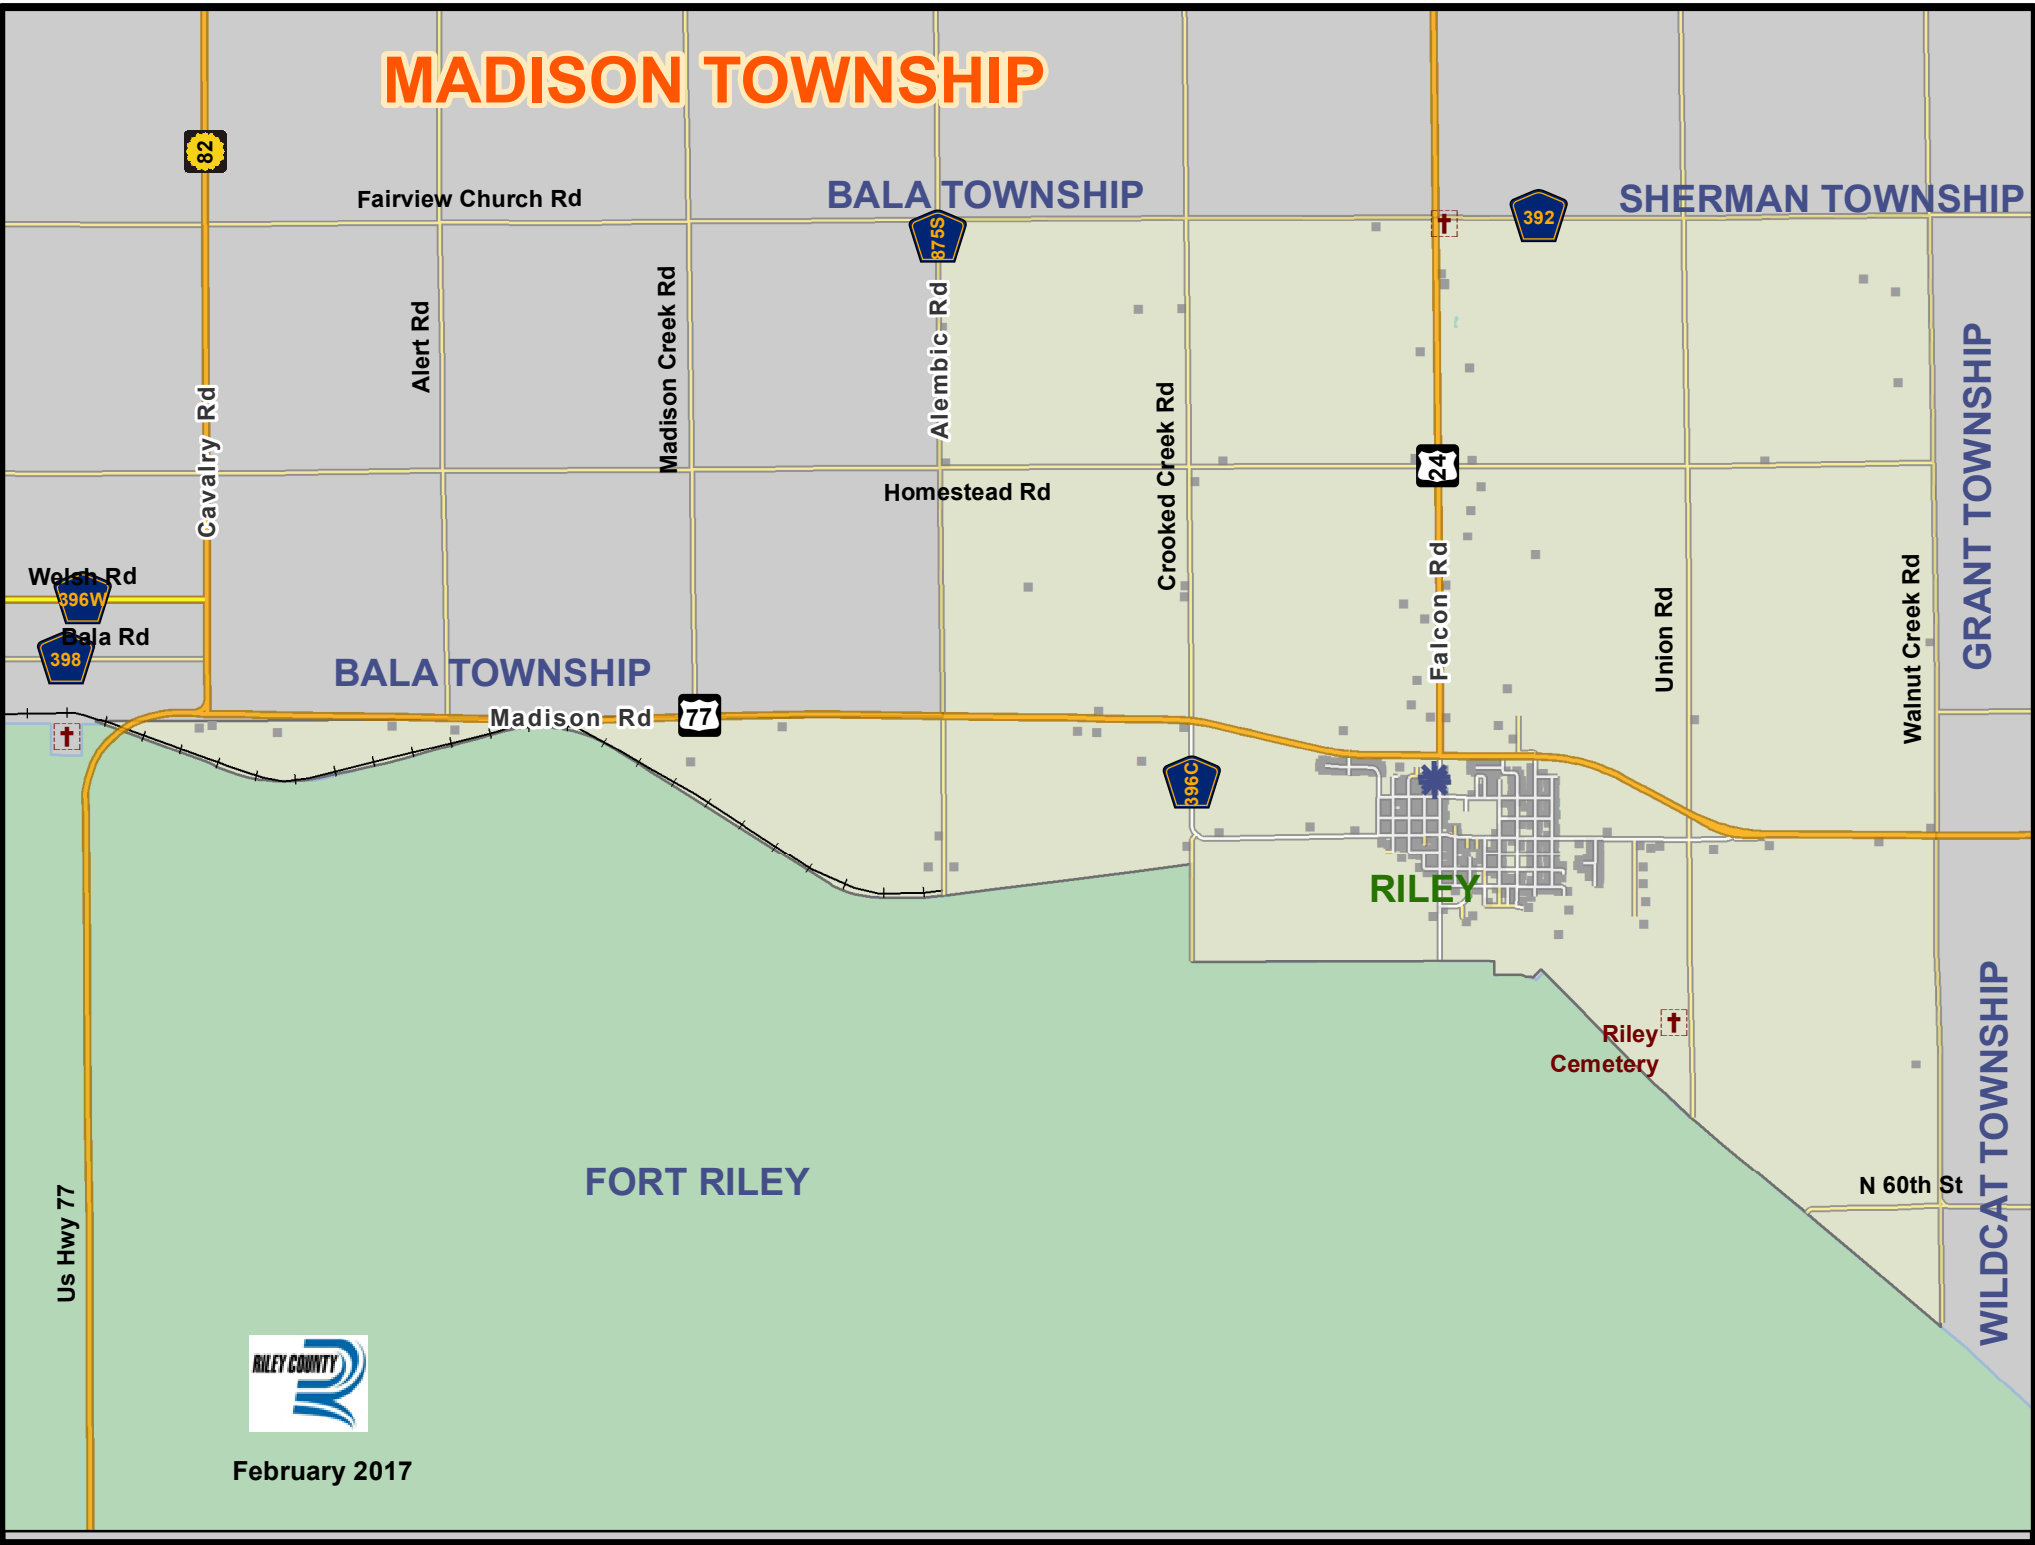 MADISON TOWNSHIP
82
Fairview Church Rd
BALA TOWNSHIP
SHERMAN TOWNSHIP
875S
392
Alert Rd
Madison Creek Rd
Alembic Rd
Crooked Creek Rd
GRANT TOWNSHIP
Cavalry Rd
24
Homestead Rd
Falcon Rd
Union Rd
Walnut Creek Rd
Welsh Rd
396W
Bala Rd
398
BALA TOWNSHIP
Madison Rd
77
396C
RILEY
Riley
Cemetery
WILDCAT TOWNSHIP
FORT RILEY
N 60th St
Us Hwy 77
RILEY COUNTY
February 2017